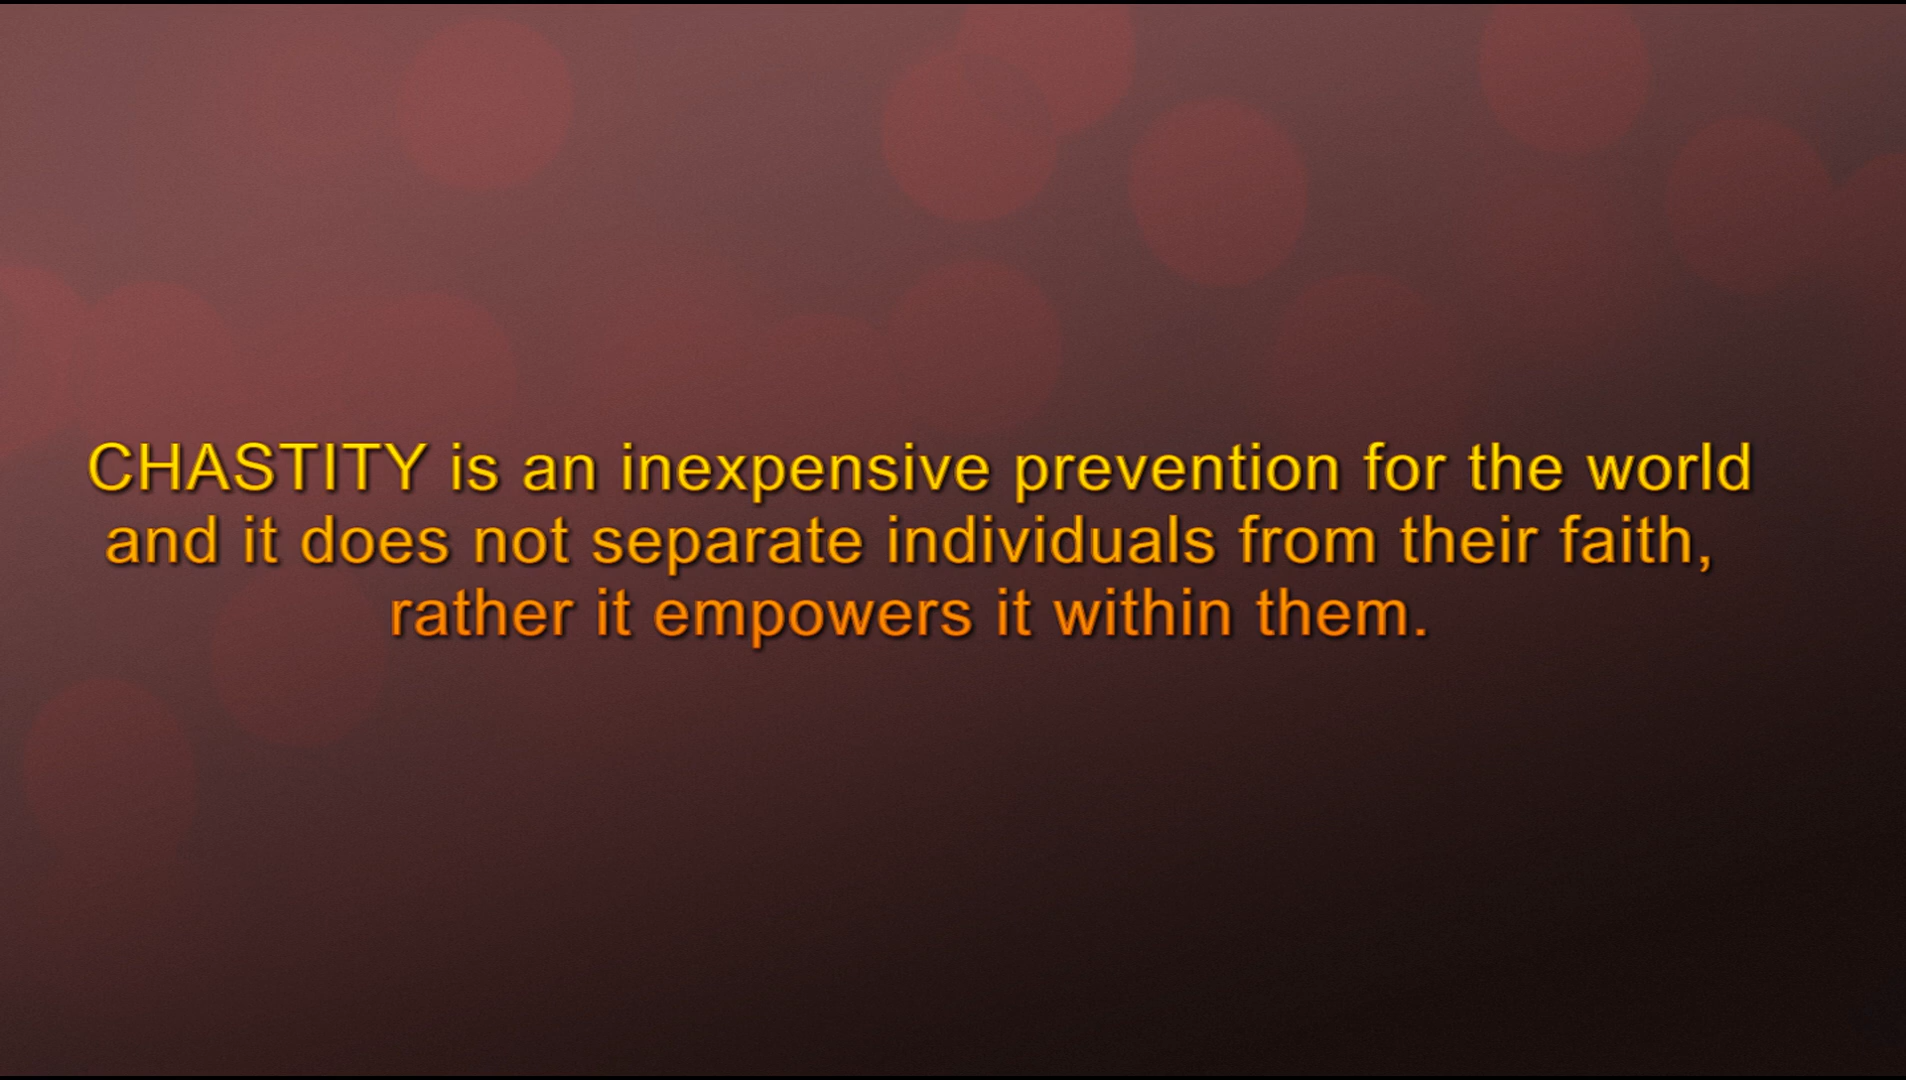 CHASTITY is an inexpensive prevention for the world
and it does not separate individuals from their faith,
rather it empowers it within them.